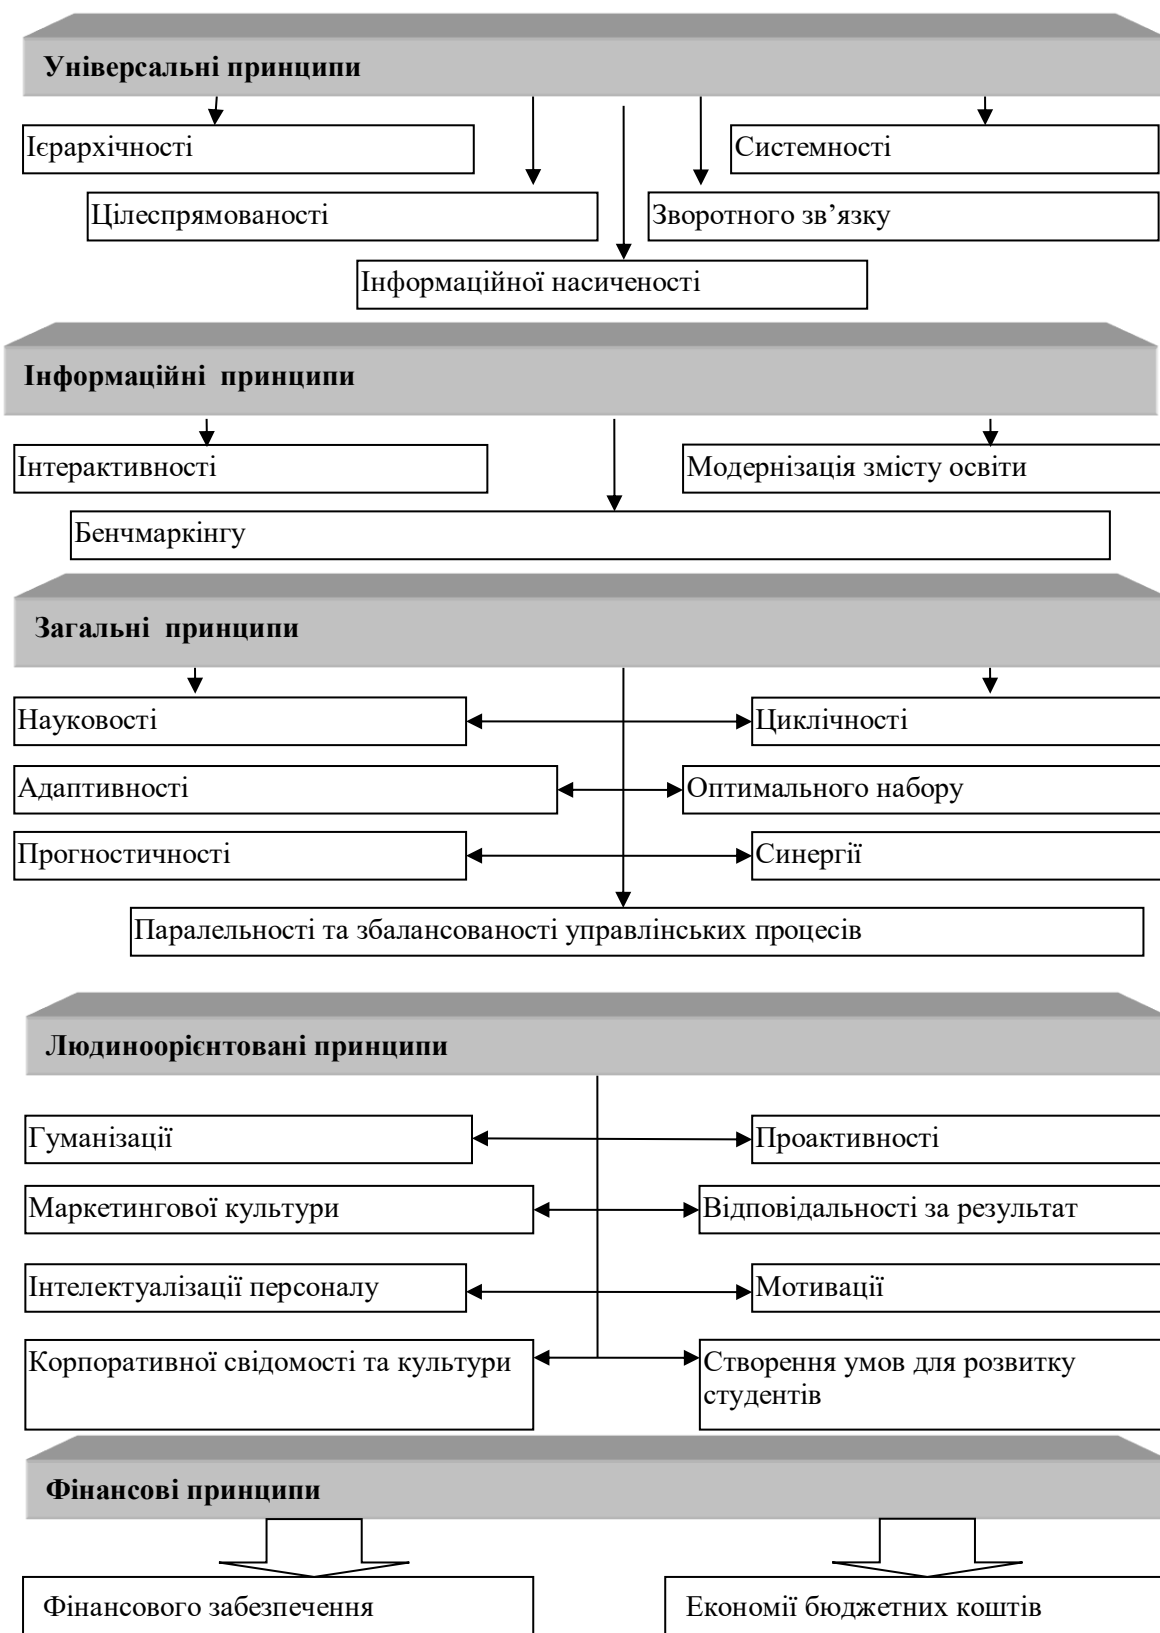 Універсальні принципи
Ієрархічності
Системності
Цілеспрямованості
Зворотного зв’язку
Інформаційної насиченості
Інформаційні принципи
Інтерактивності
Модернізація змісту освіти
Бенчмаркінгу
Загальні принципи
Науковості
Циклічності
Адаптивності
Оптимального набору
Прогностичності
Синергії
Паралельності та збалансованості управлінських процесів
Людиноорієнтовані принципи
Гуманізації
Проактивності
Маркетингової культури
Відповідальності за результат
Інтелектуалізації персоналу
Мотивації
Корпоративної свідомості та культури
Створення умов для розвитку
студентів
Фінансові принципи
Фінансового забезпечення
Економії бюджетних коштів